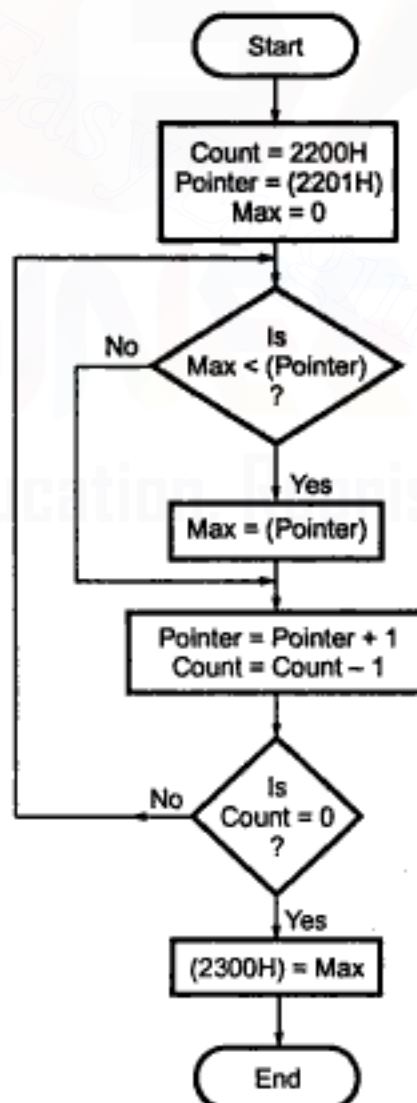 Start
Count = 2200H
Pointer = (2201H)
Max = 0
Is
Max < (Pointer)
?
No
Yes
Max = (Pointer)
Pointer = Pointer + 1
Count = Count – 1
Is
Count = 0
?
No
Yes
(2300H) = Max
End